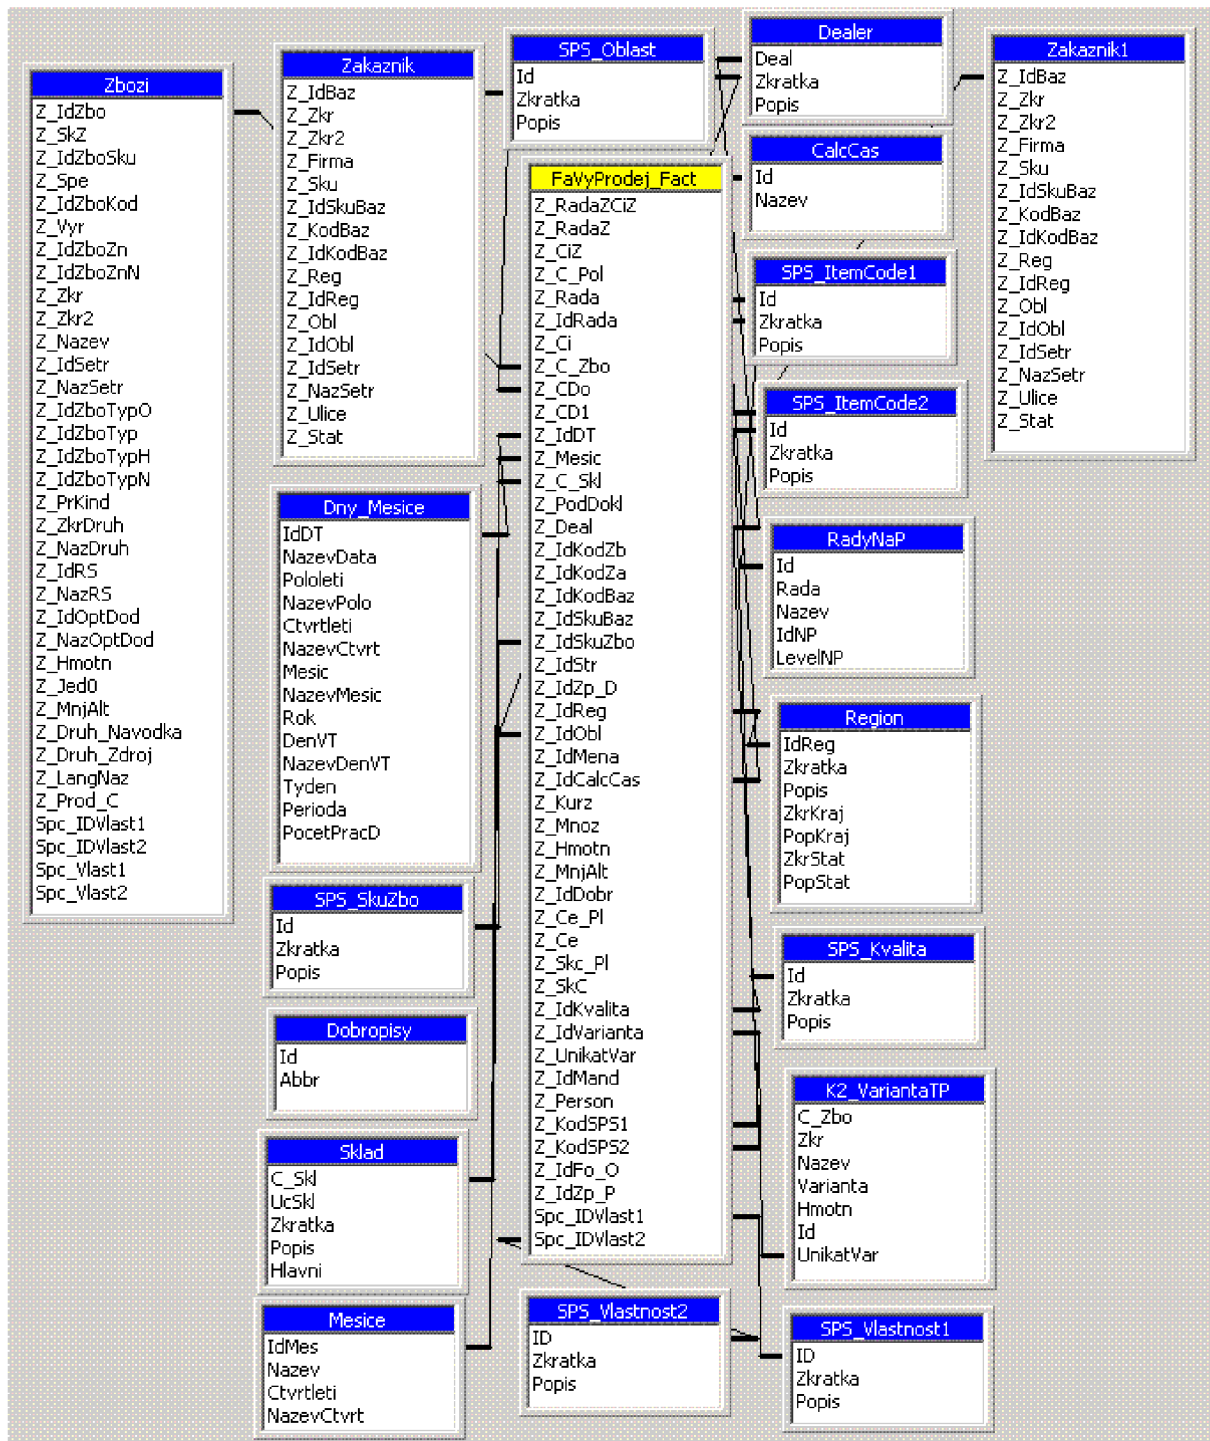 Zbozi
Z_IdZbo
Z_SkZ
Z_IdZboSku
Z_Spe
Z_IdZboKod
Z_Vyr
Z_IdZboZn
Z_IdZboZnN
Z_Zkr
Z_Zkr2
Z_Nazev
Z_IdSetr
Z_NazSetr
Z_IdZboTypO
Z_IdZboTyp
Z_IdZboTypH
Z_IdZboTypN
Z_PrKind
Z_ZkrDruh
Z_NazDruh
Z_IdRS
Z_NazRS
Z_IdOptDod
Z_NazOptDod
Z_Hmotn
Z_Jed0
Z_MnjAlt
Z_Druh_Navodka
Z_Druh_Zdroj
Z_LangNaz
Z_Prod_C
Spc_IDVlast1
Spc_IDVlast2
Spc_Vlast1
Spc_Vlast2
Zakaznik
Z_IdBaz
Z_Zkr
Z_Zkr2
Z_Firma
Z_Sku
Z_IdSkuBaz
Z_KodBaz
Z_IdKodBaz
Z_Reg
Z_IdReg
Z_Obl
Z_IdObl
Z_IdSetr
Z_NazSetr
Z_Ulice
Z_Stat
Dny_Mesice
IdDT
NazevData
Pololeti
NazevPolo
Ctvrtleti
NazevCtvrt
Mesic
NazevMesic
Rok
DenVT
NazevDenVT
Tyden
Perioda
PocetPracD
SPS_SkuZbo
Id
Zkratka
Popis
Dobropisy
Id
Abbr
Sklad
C_Skl
UcSkl
Zkratka
Popis
Hlavni
Mesice
IdMes
Nazev
Ctvrtleti
NazevCtvrt
SPS_Oblast
Id
Zkratka
Popis
FaVyProdej_Fact
Z_RadaZCiZ
Z_RadaZ
Z_CiZ
Z_C_Pol
Z_Rada
Z_IdRada
Z_Ci
Z_C_Zbo
Z_CDo
Z_CD1
Z_IdDT
Z_Mesic
Z_C_Skl
Z_PodDokl
Z_Deal
Z_IdKodZb
Z_IdKodZa
Z_IdKodBaz
Z_IdSkuBaz
Z_IdSkuZbo
Z_IdStr
Z_IdZp_D
Z_IdReg
Z_IdObl
Z_IdMena
Z_IdCalcCas
Z_Kurz
Z_Mnoz
Z_Hmotn
Z_MnjAlt
Z_IdDobr
Z_Ce_Pl
Z_Ce
Z_Skc_Pl
Z_SkC
Z_IdKvalita
Z_IdVarianta
Z_UnikatVar
Z_IdMand
Z_Person
Z_KodSPS1
Z_KodSPS2
Z_IdFo_O
Z_IdZp_P
Spc_IDVlast1
Spc_IDVlast2
SPS_Vlastnost2
ID
Zkratka
Popis
Dealer
Deal
Zkratka
Popis
CalcCas
Id
Nazev
SPS_ItemCode1
Id
Zkratka
Popis
SPS_ItemCode2
Id
Zkratka
Popis
RadyNaP
Id
Rada
Nazev
IdNP
LevelNP
Region
IdReg
Zkratka
Popis
ZkrKraj
PopKraj
ZkrStat
PopStat
SPS_Kvalita
Id
Zkratka
Popis
K2_VariantaTP
C_Zbo
Zkr
Nazev
Varianta
Hmotn
Id
UnikatVar
SPS_Vlastnost1
ID
Zkratka
Popis
Zakaznik1
Z_IdBaz
Z_Zkr
Z_Zkr2
Z_Firma
Z_Sku
Z_IdSkuBaz
Z_KodBaz
Z_IdKodBaz
Z_Reg
Z_IdReg
Z_Obl
Z_IdObl
Z_IdSetr
Z_NazSetr
Z_Ulice
Z_Stat